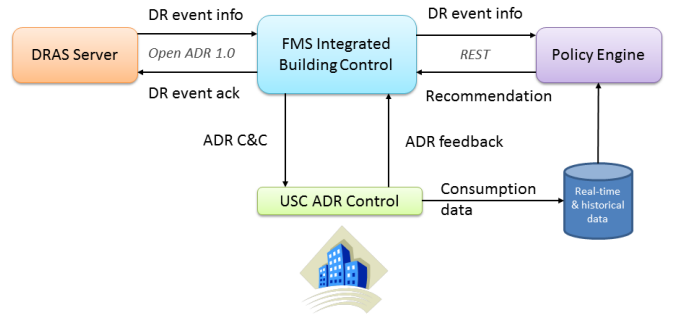 DR event info
DR event info
DRAS Server
Open ADR 1.0
FMS Integrated
Building Control
REST
Policy Engine
DR event ack
Recommendation
ADR C&C
ADR feedback
USC ADR Control
Consumption
data
Real-time
& historical
data